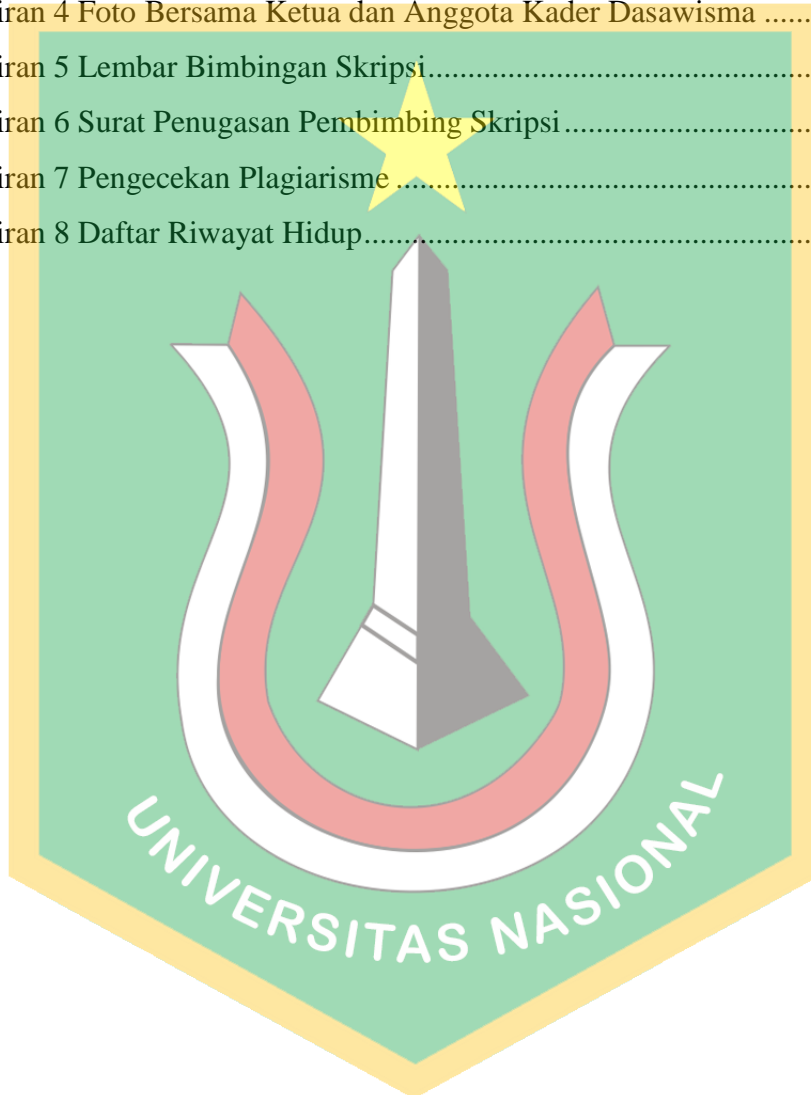 iran 4 Foto Bersama Ketua dan Anggota Kader Dasawisma ......
iran 5 Lembar Bimbingan Skripsi..................................................
iran 6 Surat Penugasan Pembimbing Skripsi................................
iran 7 Pengecekan Plagiarisme .....................................................
iran 8 Daftar Riwayat Hidup.........................................................
UNIVERSITAS NASIONAL